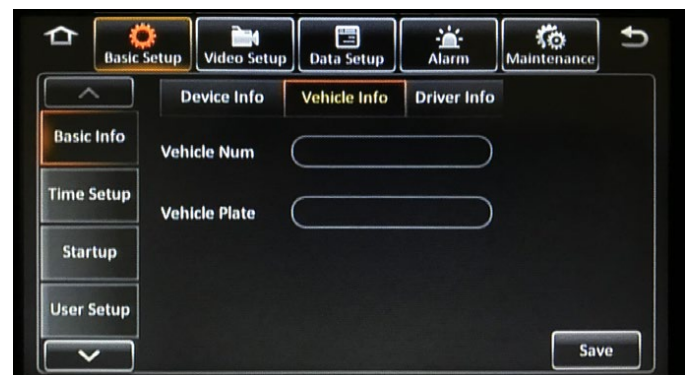 Basic Setup
Video Setup
Data Setup
Alarm
Maintenance
Device Info
Vehicle Info
Driver Info
Basic Info
Time Setup
Startup
User Setup
Vehicle Num
Vehicle Plate
Save